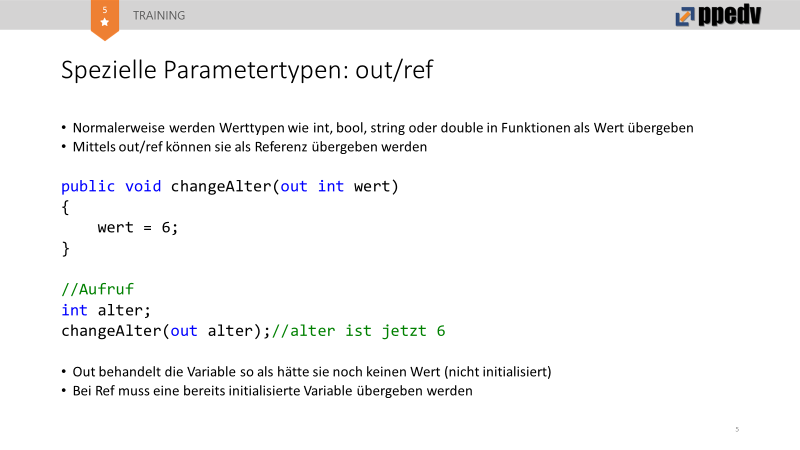 5
TRAINING
ppedv
Spezielle Parametertypen: out/ref
• Normalerweise werden Werttypen wie int, bool, string oder double in Funktionen als Wert übergeben
• Mittels out/ref können sie als Referenz übergeben werden
public void changeAlter(out int wert)
{
    wert = 6;
}
//Aufruf
int alter;
changeAlter(out alter);//alter ist jetzt 6
• Out behandelt die Variable so als hätte sie noch keinen Wert (nicht initialisiert)
• Bei Ref muss eine bereits initialisierte Variable übergeben werden
5